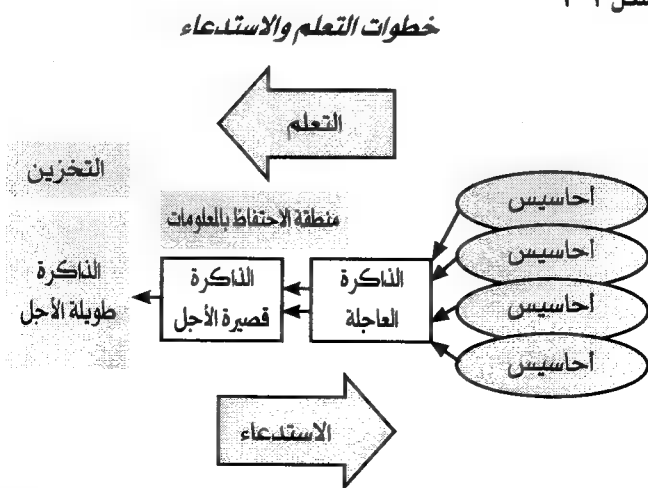 خطوات التعلم والاستدعاء
التعلم
التخزين
منطقة الاحتفاظ بالعلومات
أحاسيس
أحاسيس
أحاسيس
أحاسيس
الذاكرة
العاجلة
الذاكرة
قصيرة الأجل
الذاكرة
طويلة الأجل
الاستدعاء